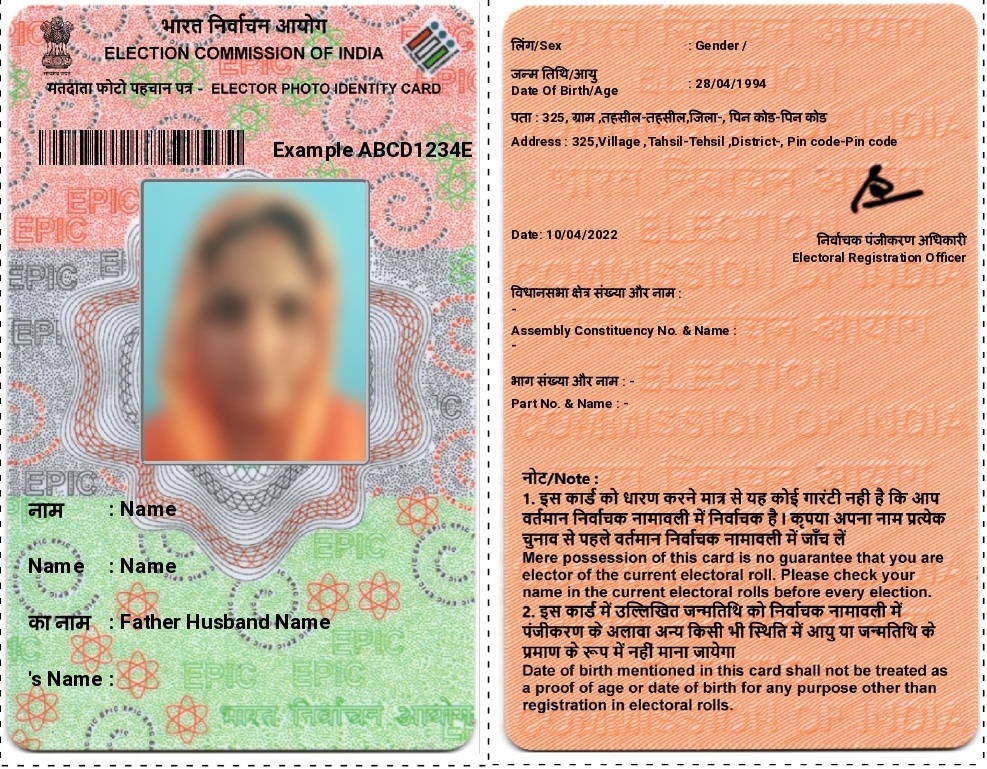 भारत निर्वाचन आयोग
ELECTION COMMISSION OF INDIA
मतदाता फोटो पहचान पत्र - ELECTOR PHOTO IDENTITY CARD
Example ABCD1234E
EPIC
EPIC
EPIC
EPIC
नाम : Name
Name : Name
का नाम : Father Husband Name
's Name :
EPIC
EPIC EPIC
भारत निर्वाचन आयोग
लिंग/Sex : Gender /
जन्म तिथि/आयु
Date Of Birth/Age : 28/04/1994
पता : 325, ग्राम ,तहसील-तहसील,जिला-, पिन कोड-पिन कोड
Address : 325,Village ,Tahsil-Tehsil ,District-, Pin code-Pin code
Date: 10/04/2022
निर्वाचक पंजीकरण अधिकारी
Electoral Registration Officer
विधानसभा क्षेत्र संख्या और नाम :
-
Assembly Constituency No. & Name :
-
भाग संख्या और नाम : -
Part No. & Name : -
नोट/Note :
1. इस कार्ड को धारण करने मात्र से यह कोई गारंटी नही है कि आप
वर्तमान निर्वाचक नामावली में निर्वाचक है । कृपया अपना नाम प्रत्येक
चुनाव से पहले वर्तमान निर्वाचक नामावली में जाँच लें
Mere possession of this card is no guarantee that you are
elector of the current electoral roll. Please check your
name in the current electoral rolls before every election.
2. इस कार्ड में उल्लिखित जन्मतिथि को निर्वाचक नामावली में
पंजीकरण के अलावा अन्य किसी भी स्थिति में आयु या जन्मतिथि के
प्रमाण के रूप में नहीं माना जायेगा
Date of birth mentioned in this card shall not be treated as
a proof of age or date of birth for any purpose other than
registration in electoral rolls.